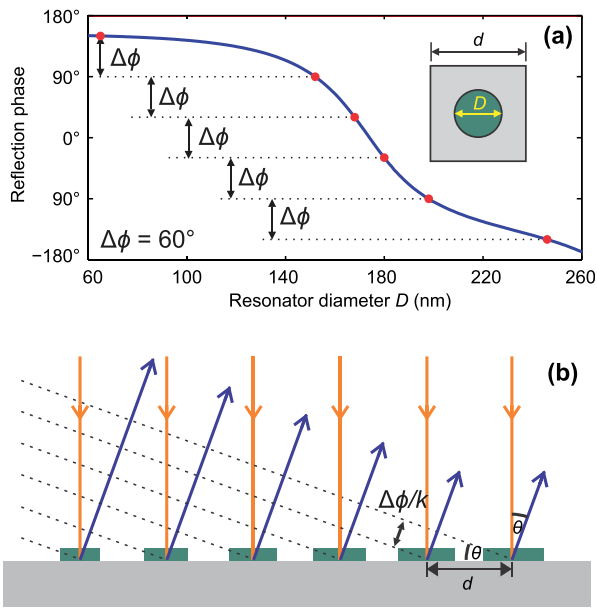 180°
(a)
d
Δϕ
90°
Δϕ
D
Reflection phase
0°
Δϕ
Δϕ
90°
Δϕ
Δϕ = 60°
−180°
60 100 140 180 220 260
Resonator diameter D (nm)
(b)
Δϕ/k
θ
θ
d